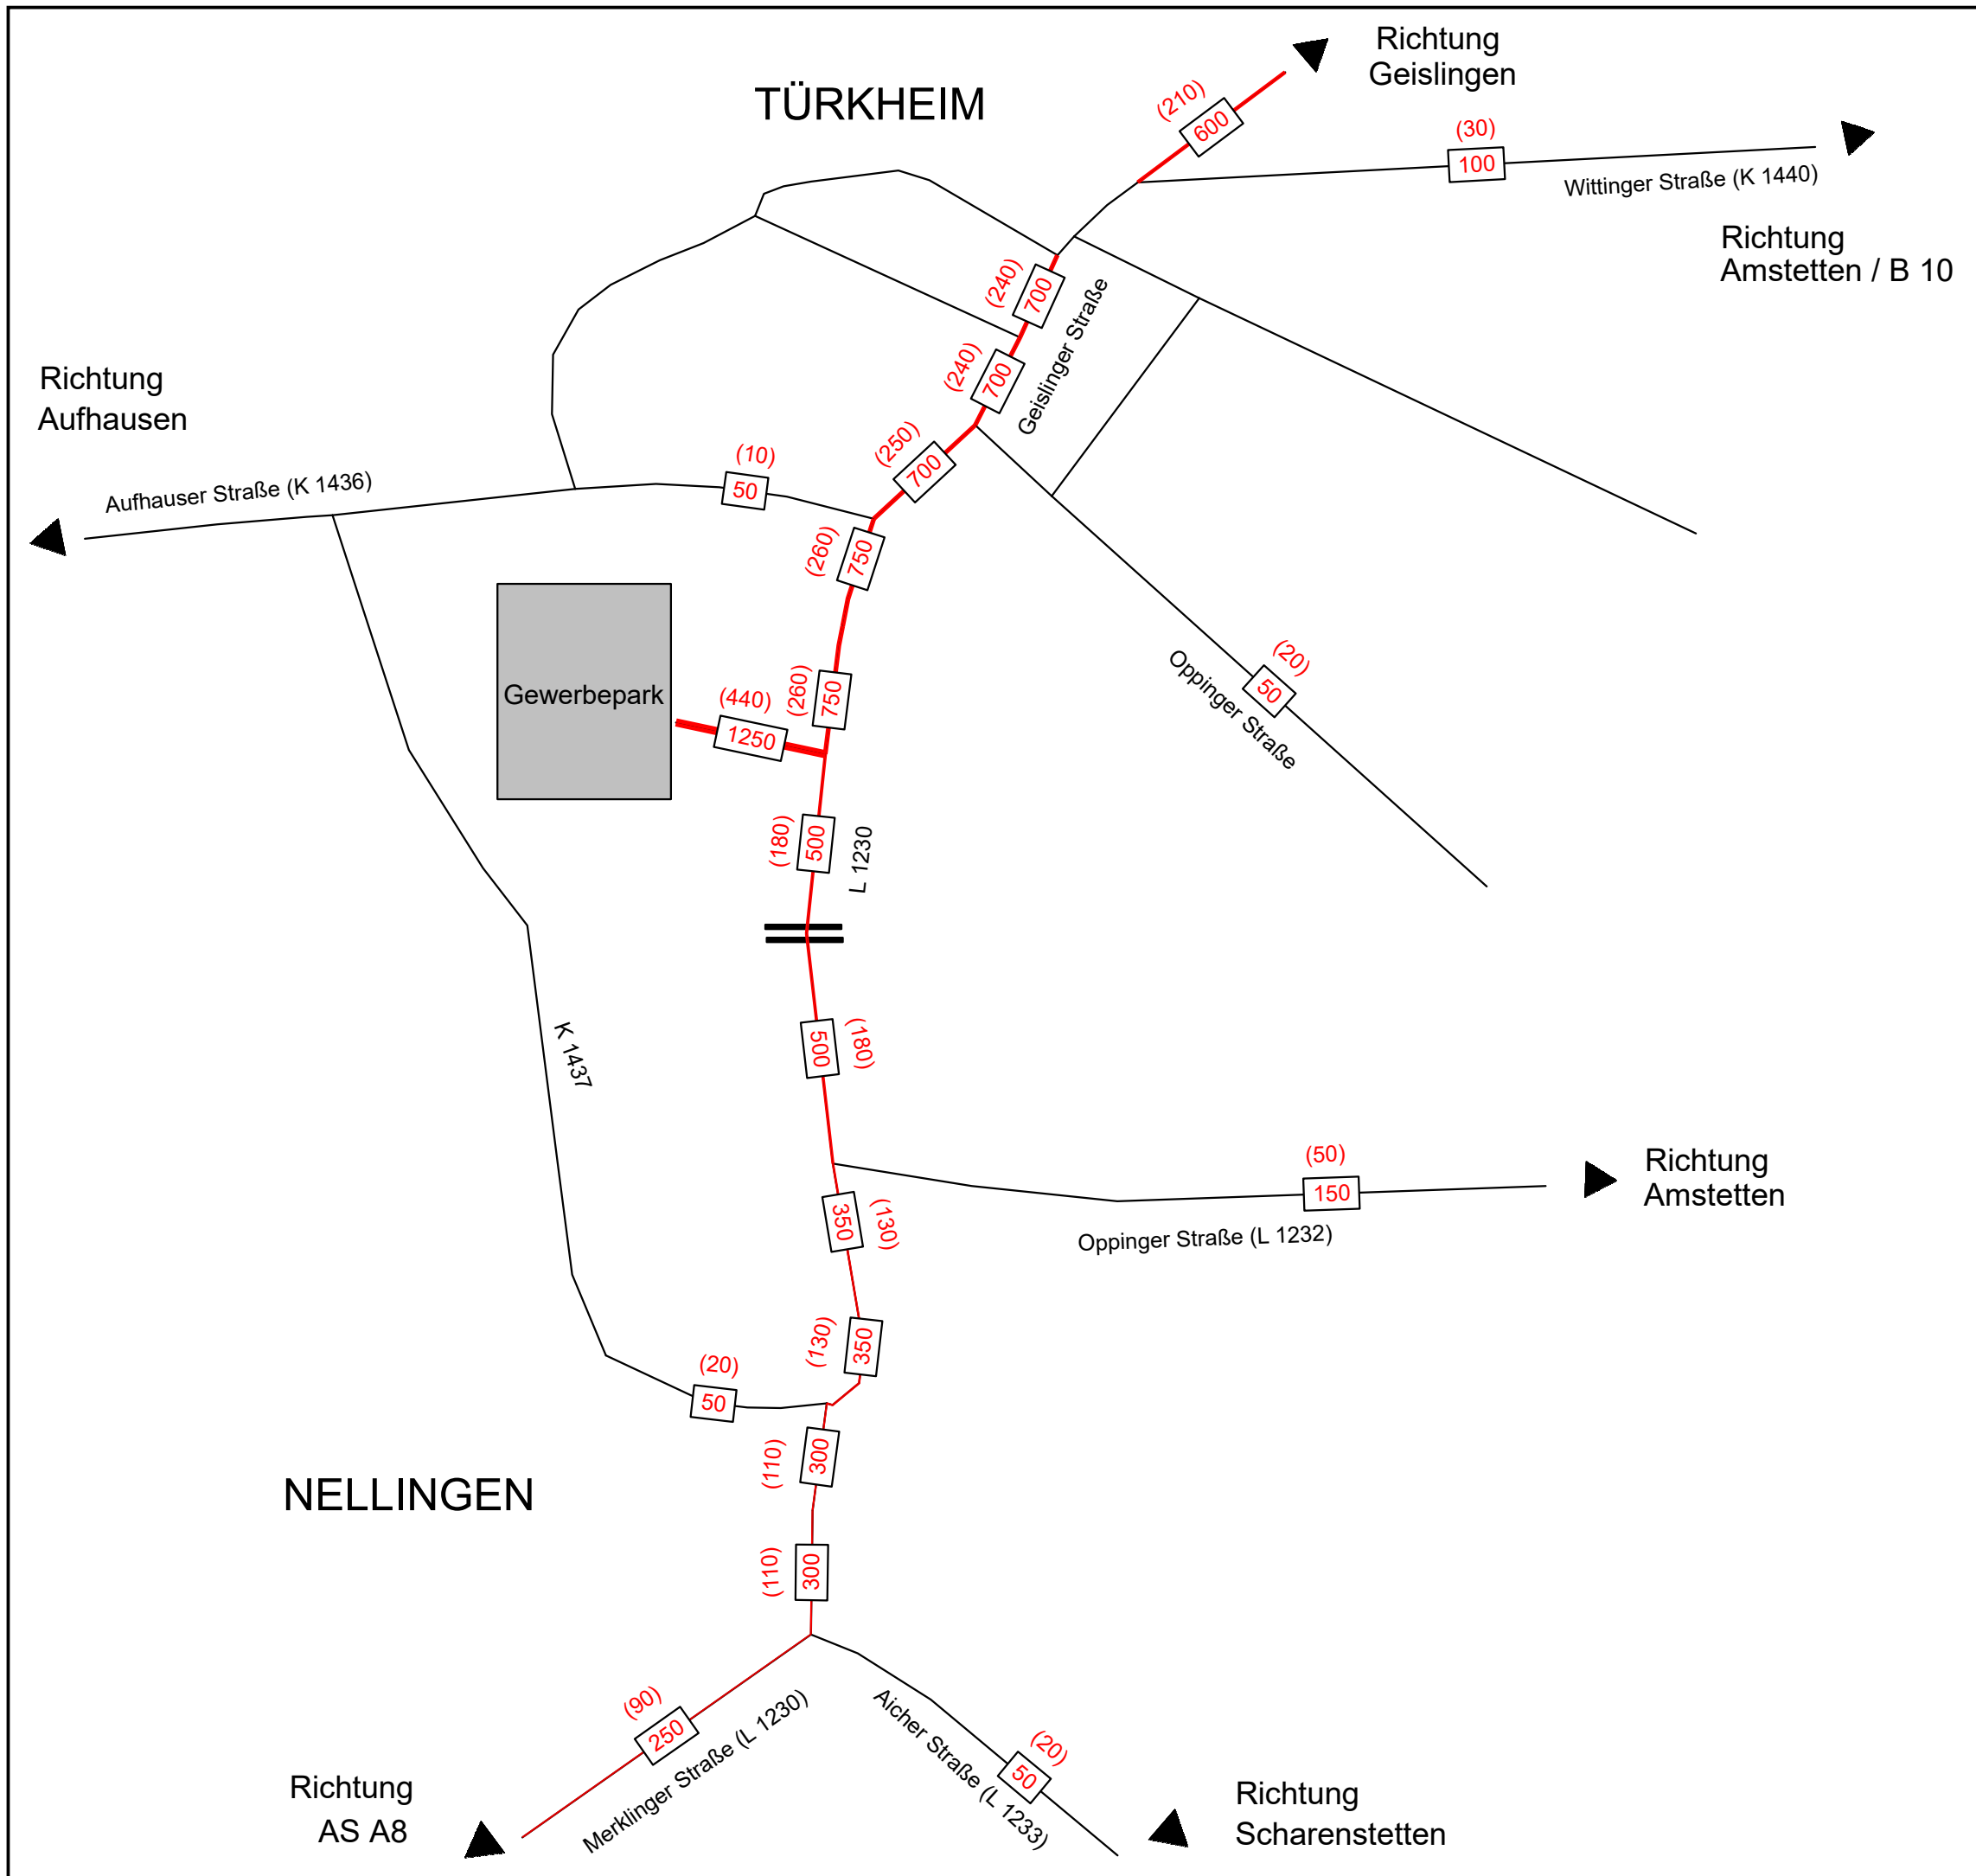 Richtung
Geislingen
TÜRKHEIM
(210)
600
(30)
100
Wittinger Straße (K 1440)
Richtung
Amstetten / B 10
(240)
700
Geislinger Straße
(240)
700
Richtung
Aufhausen
(250)
700
(10)
50
Aufhauser Straße (K 1436)
(260)
750
Gewerbepark
(440)
1250
(260)
750
(20)
50
Oppinger Straße
(180)
500
L 1230
K 1437
500
(180)
(50)
150
Richtung
Amstetten
350
(130)
Oppinger Straße (L 1232)
(130)
350
(20)
50
(110)
300
NELLINGEN
(110)
300
(90)
250
Merklinger Straße (L 1230)
Aicher Straße (L 1233)
(20)
50
Richtung
AS A8
Richtung
Scharenstetten